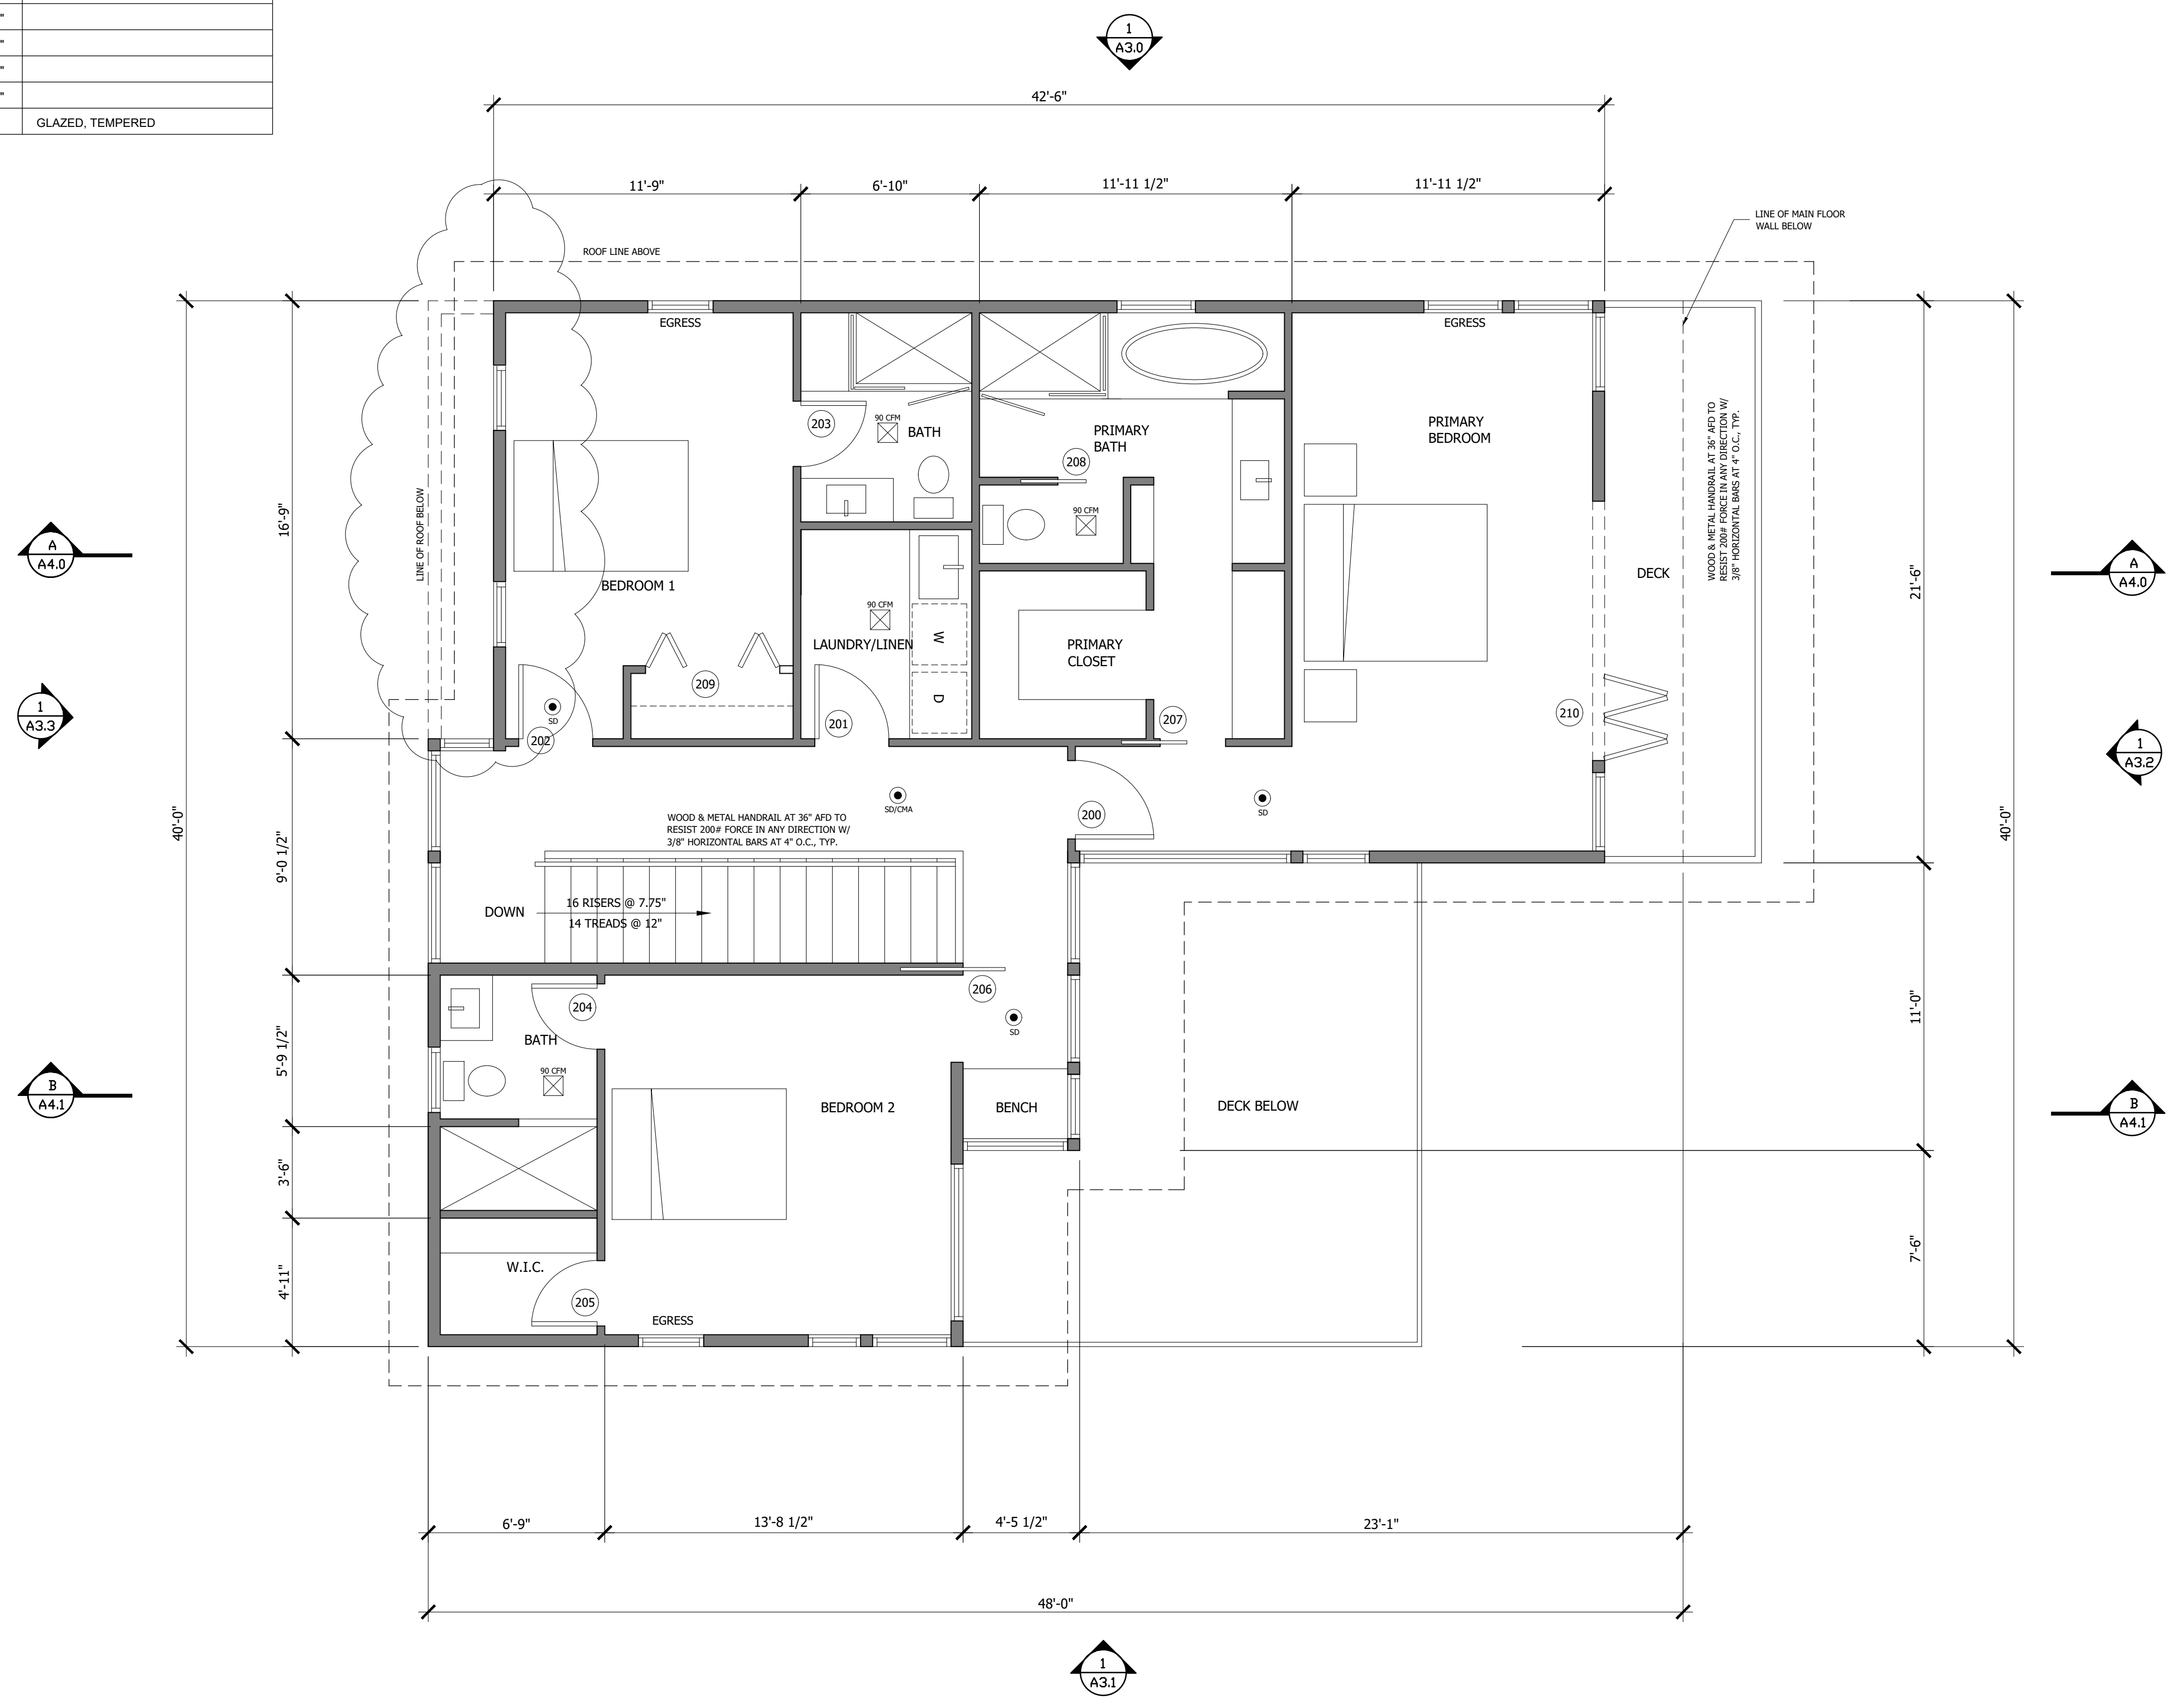 "
"
"
"
GLAZED, TEMPERED
1
A3.0
42'-6"
11'-9"
6'-10"
11'-11 1/2"
11'-11 1/2"
LINE OF MAIN FLOOR
WALL BELOW
ROOF LINE ABOVE
EGRESS
EGRESS
203
90 CFM
BATH
PRIMARY
BATH
208
PRIMARY
BEDROOM
WOOD & METAL HANDRAIL AT 36" AFD TO
RESIST 200# FORCE IN ANY DIRECTION W/
3/8" HORIZONTAL BARS AT 4" O.C., TYP.
LINE OF ROOF BELOW
16'-9"
90 CFM
A
A4.0
A
A4.0
DECK
21'-6"
BEDROOM 1
90 CFM
LAUNDRY/LINEN
W
D
PRIMARY
CLOSET
209
SD
202
201
207
210
1
A3.3
1
A3.2
SD/CMA
SD
200
WOOD & METAL HANDRAIL AT 36" AFD TO
RESIST 200# FORCE IN ANY DIRECTION W/
3/8" HORIZONTAL BARS AT 4" O.C., TYP.
40'-0"
9'-0 1/2"
40'-0"
DOWN
16 RISERS @ 7.75"
14 TREADS @ 12"
206
204
SD
11'-0"
BATH
5'-9 1/2"
90 CFM
B
A4.1
B
A4.1
BEDROOM 2
BENCH
DECK BELOW
3'-6"
7'-6"
W.I.C.
4'-11"
205
EGRESS
6'-9"
13'-8 1/2"
4'-5 1/2"
23'-1"
48'-0"
1
A3.1